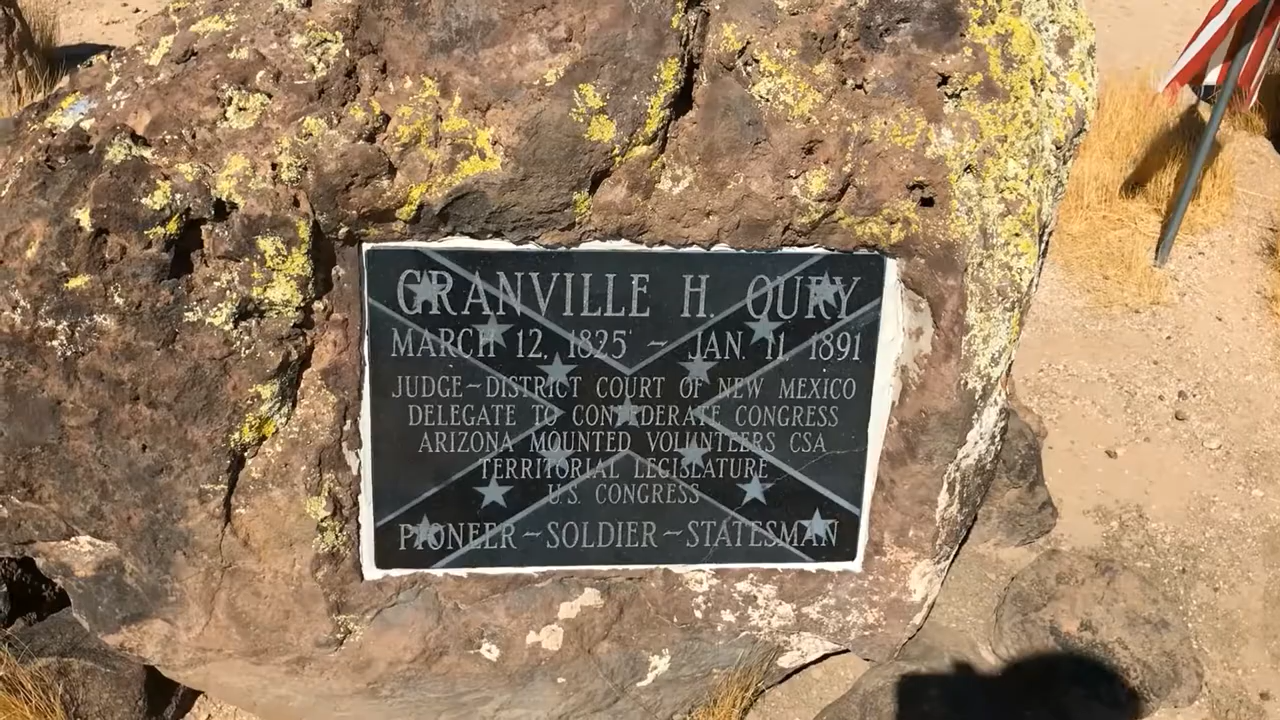 GRANVILLE H. OURY
MARCH 12, 1825 ~ JAN. 11, 1891
JUDGE~DISTRICT COURT OF NEW MEXICO
DELEGATE TO CONFEDERATE CONGRESS
ARIZONA MOUNTED VOLUNTEERS CSA
TERRITORIAL LEGISLATURE
U.S. CONGRESS
PIONEER~SOLDIER~STATESMAN